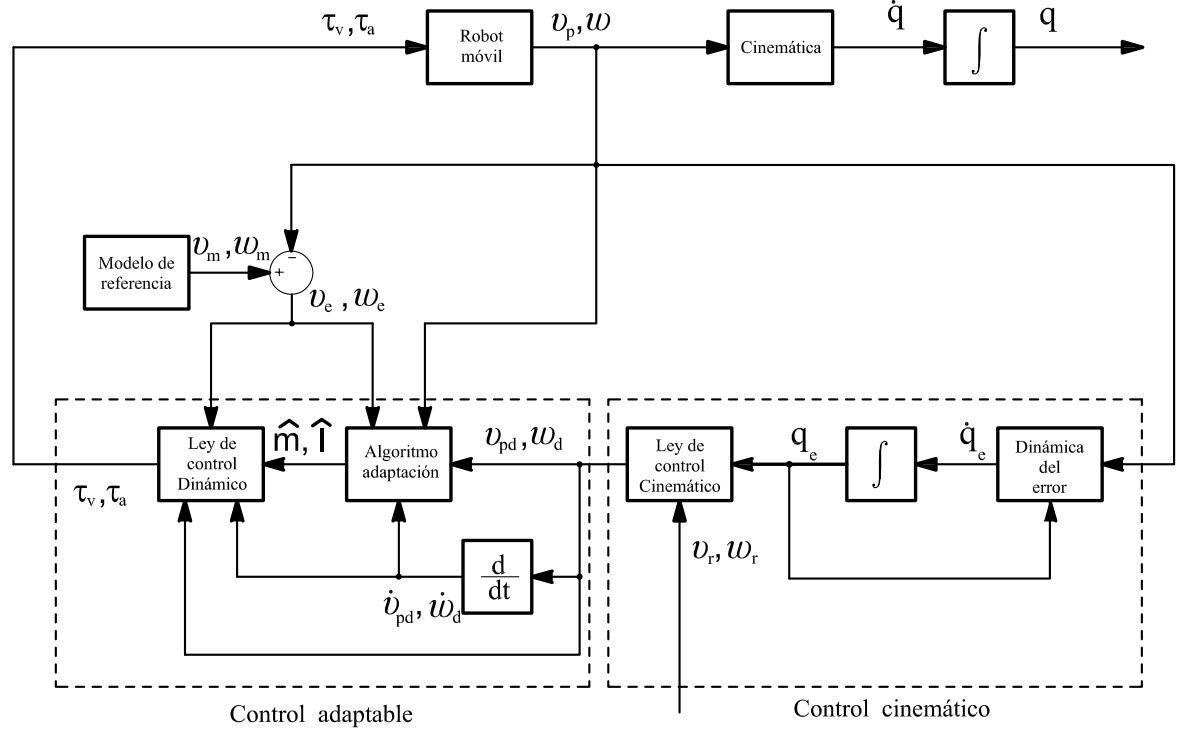 τv,τa
Robot
móvil
υp,w
Cinemática
q̇
∫
q
Modelo de
referencia
υm,wm
+
−
υe ,we
Ley de
control
Dinámico
m̂, Î
Algoritmo
adaptación
υpd,wd
Ley de
control
Cinemático
qe
∫
q̇e
Dinámica
del
error
τv,τa
d
dt
υ̇pd,ẇd
υr,wr
Control adaptable
Control cinemático